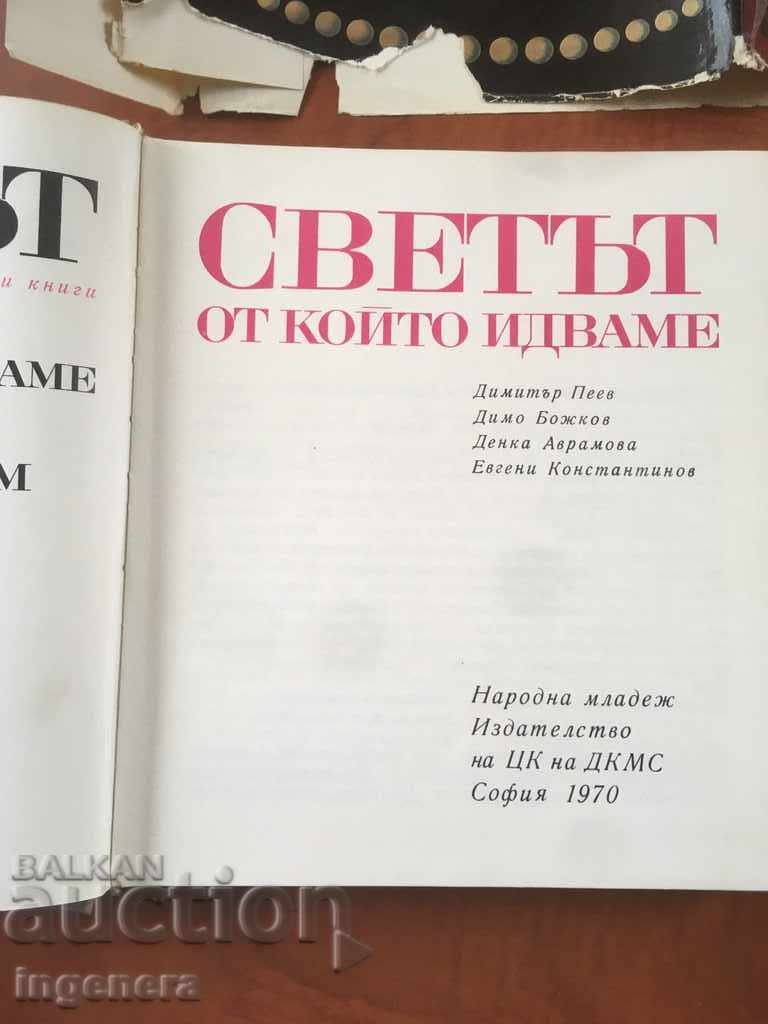 ЪТ
и книги
АМЕ
М
СВЕТЪТ
ОТ КОЙТО ИДВАМЕ
Димитър Пеев
Димо Божков
Денка Аврамова
Евгени Константинов
Народна младеж
Издателство
на ЦК на ДКМС
София 1970
BALKAN
auction
ingenera